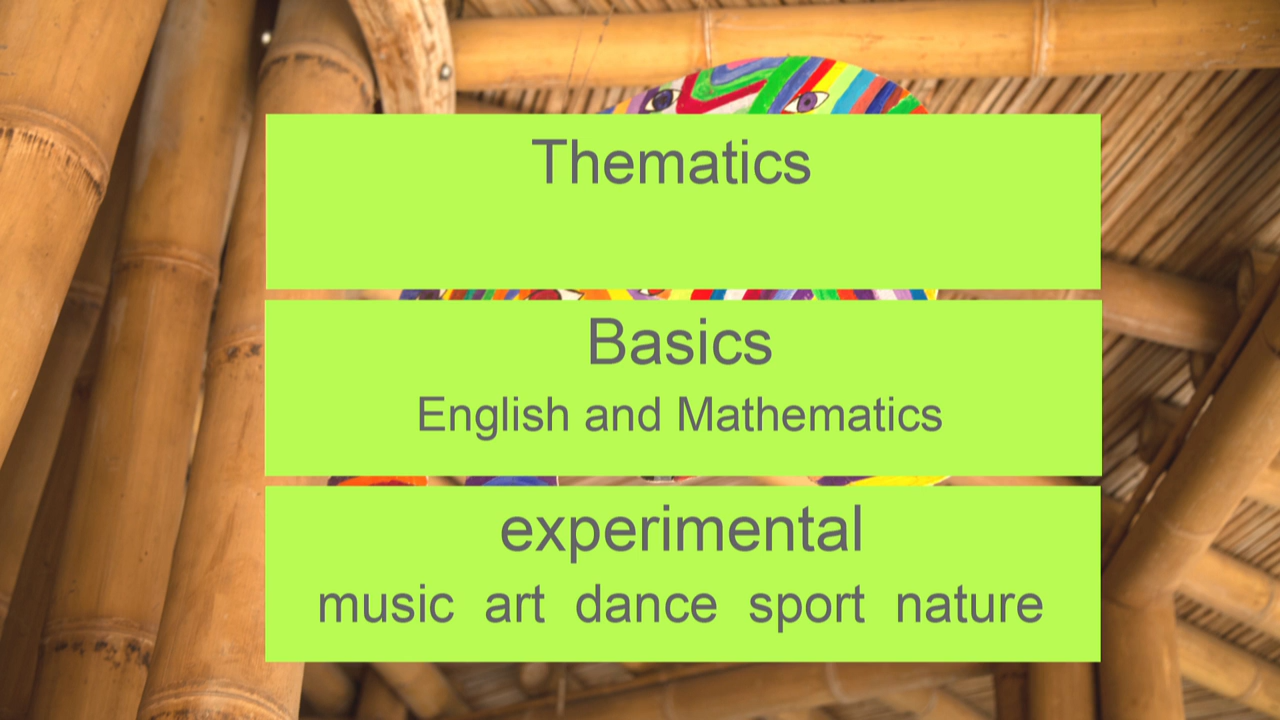 Thematics
Basics
English and Mathematics
experimental
music art dance sport nature